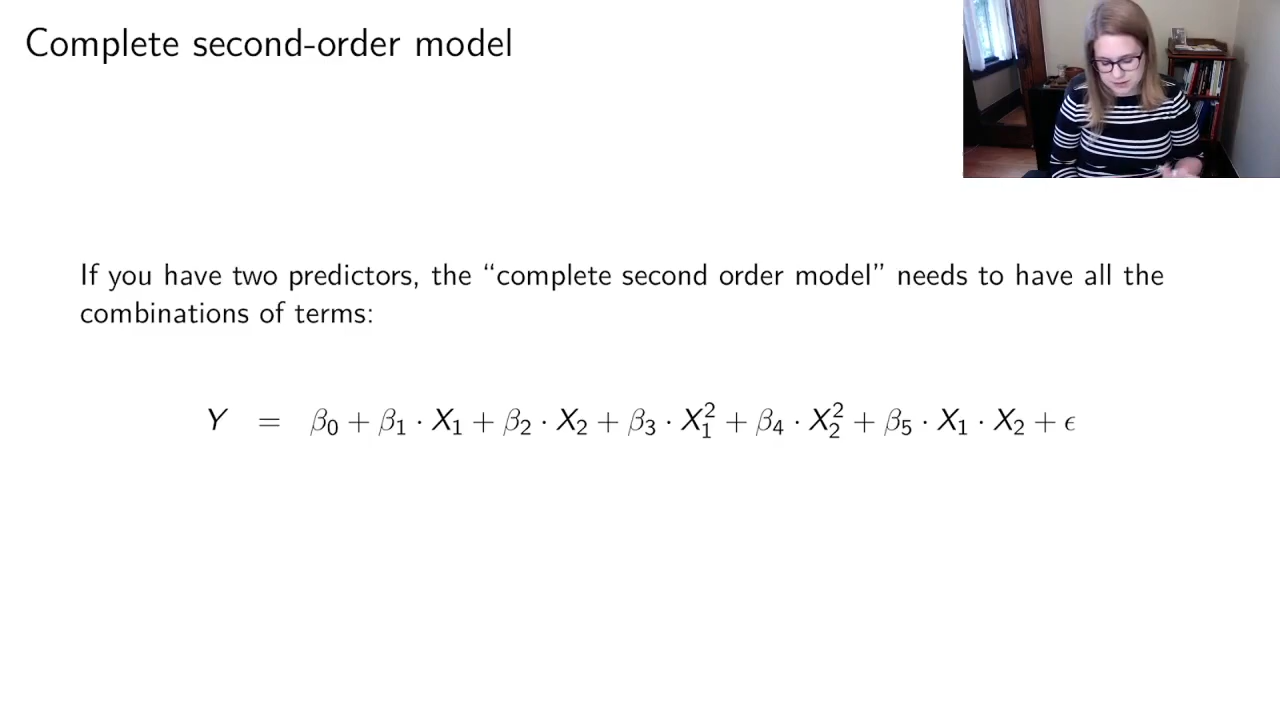 Complete second-order model
If you have two predictors, the “complete second order model” needs to have all the
combinations of terms:
Y = β₀ + β₁ · X₁ + β₂ · X₂ + β₃ · X₁² + β₄ · X₂² + β₅ · X₁ · X₂ + ϵ